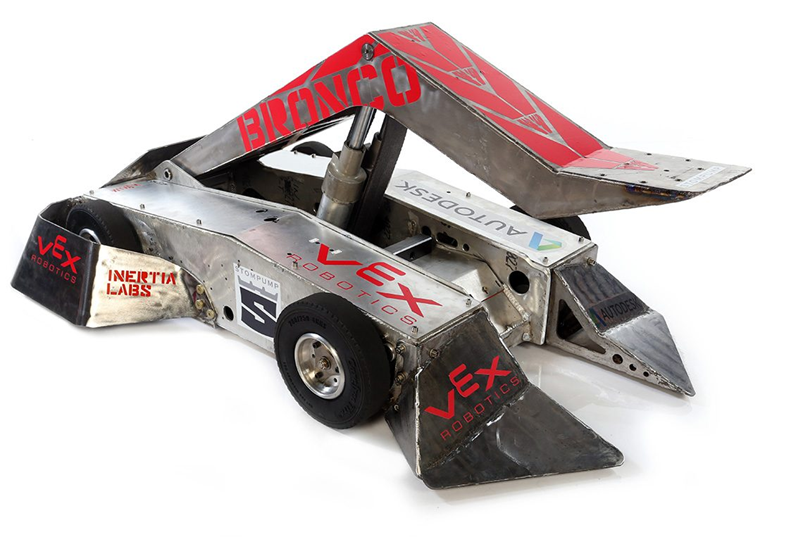 BRONCO
AUTODESK
VEX
ROBOTICS
VEX
ROBOTICS
INERTIA
LABS
STOMPUMP
S
VEX
ROBOTICS
AUTODESK